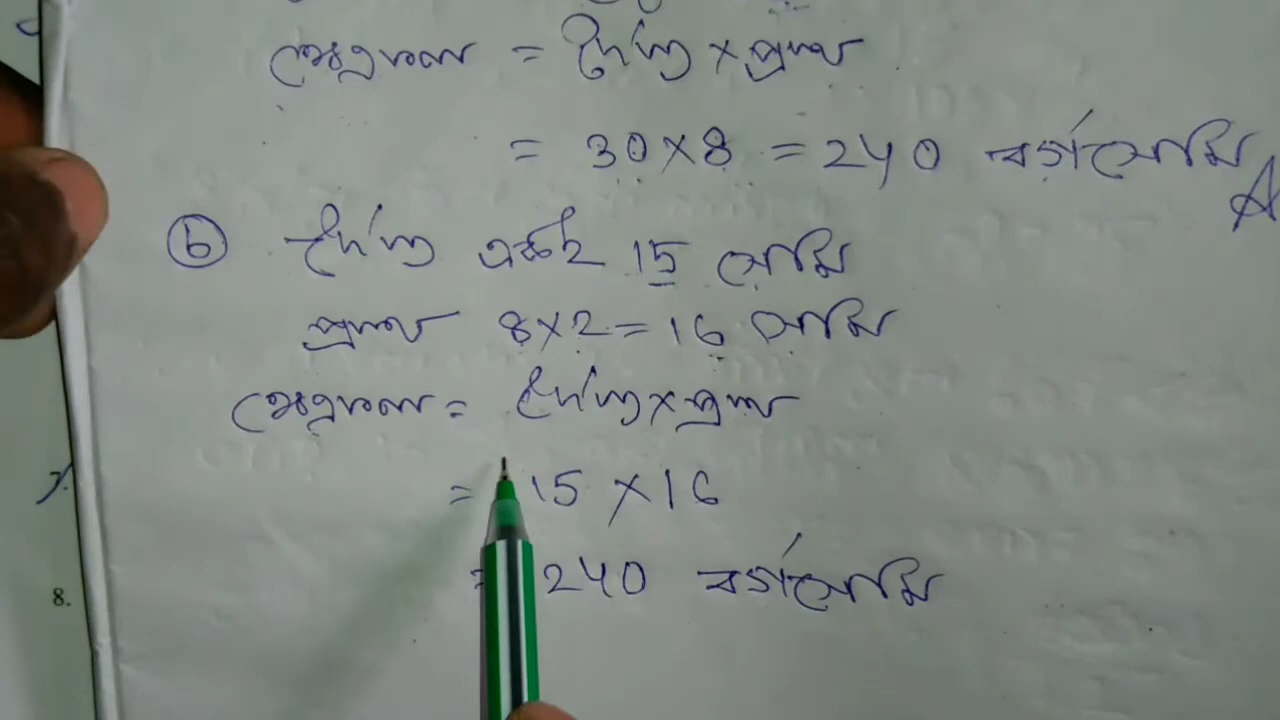 ক্ষেত্রফল = দৈর্ঘ্য × প্রস্থ
= 30 × 8 = 240 বর্গসেমি
ⓑ দৈর্ঘ্য একই 15 সেমি
প্রস্থ 8×2 = 16 সেমি
ক্ষেত্রফল = দৈর্ঘ্য × প্রস্থ
7.
= 15 × 16
= 240 বর্গসেমি
8.